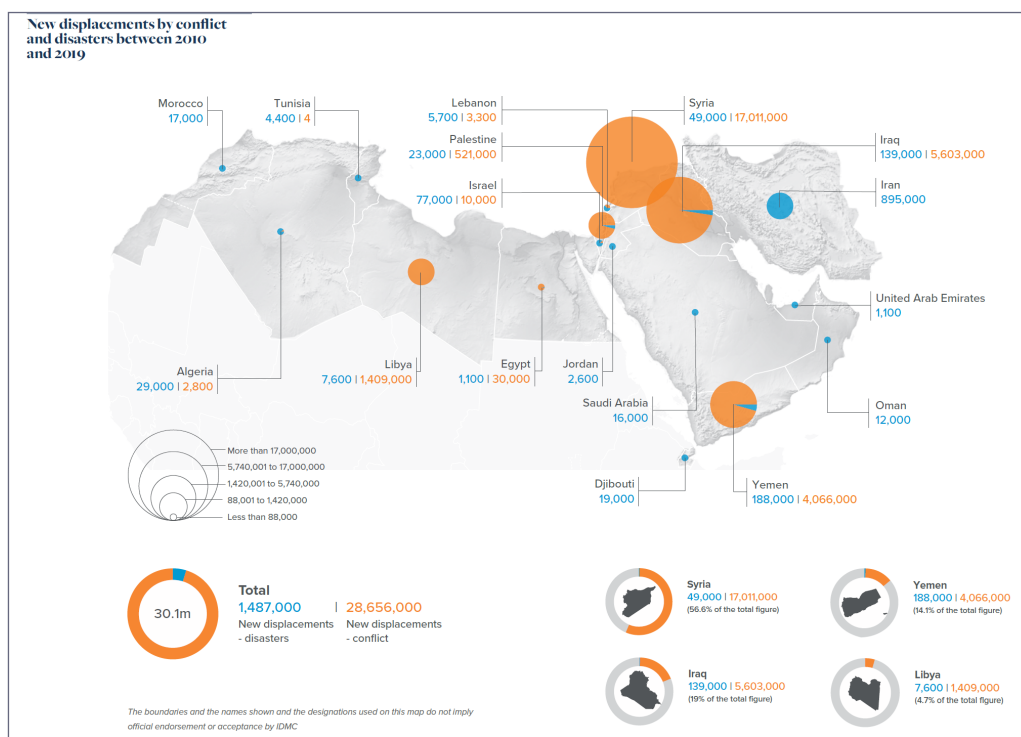 New displacements by conflict
and disasters between 2010
and 2019
Morocco
17,000
Tunisia
4,400 | 4
Lebanon
5,700 | 3,300
Palestine
23,000 | 521,000
Israel
77,000 | 10,000
Syria
49,000 | 17,011,000
Iraq
139,000 | 5,603,000
Iran
895,000
United Arab Emirates
1,100
Algeria
29,000 | 2,800
Libya
7,600 | 1,409,000
Egypt
1,100 | 30,000
Jordan
2,600
Saudi Arabia
16,000
Oman
12,000
Djibouti
19,000
Yemen
188,000 | 4,066,000
More than 17,000,000
5,740,001 to 17,000,000
1,420,001 to 5,740,000
88,001 to 1,420,000
Less than 88,000
30.1m
Total
1,487,000 | 28,656,000
New displacements New displacements
- disasters - conflict
Syria
49,000 | 17,011,000
(56.6% of the total figure)
Yemen
188,000 | 4,066,000
(14.1% of the total figure)
Iraq
139,000 | 5,603,000
(19% of the total figure)
Libya
7,600 | 1,409,000
(4.7% of the total figure)
The boundaries and the names shown and the designations used on this map do not imply
official endorsement or acceptance by IDMC